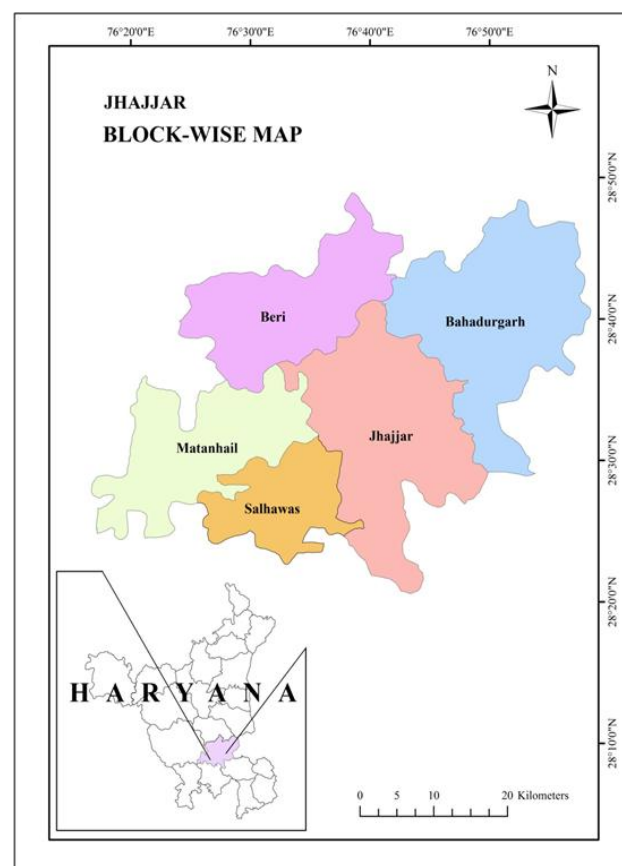 76°20'0"E 76°30'0"E 76°40'0"E 76°50'0"E
JHAJJAR
BLOCK-WISE MAP
N
28°50'0"N
Beri
Bahadurgarh
28°40'0"N
Jhajjar
Matanhail
28°30'0"N
Salhawas
28°20'0"N
HARYANA
28°10'0"N
0 5 10 20 Kilometers